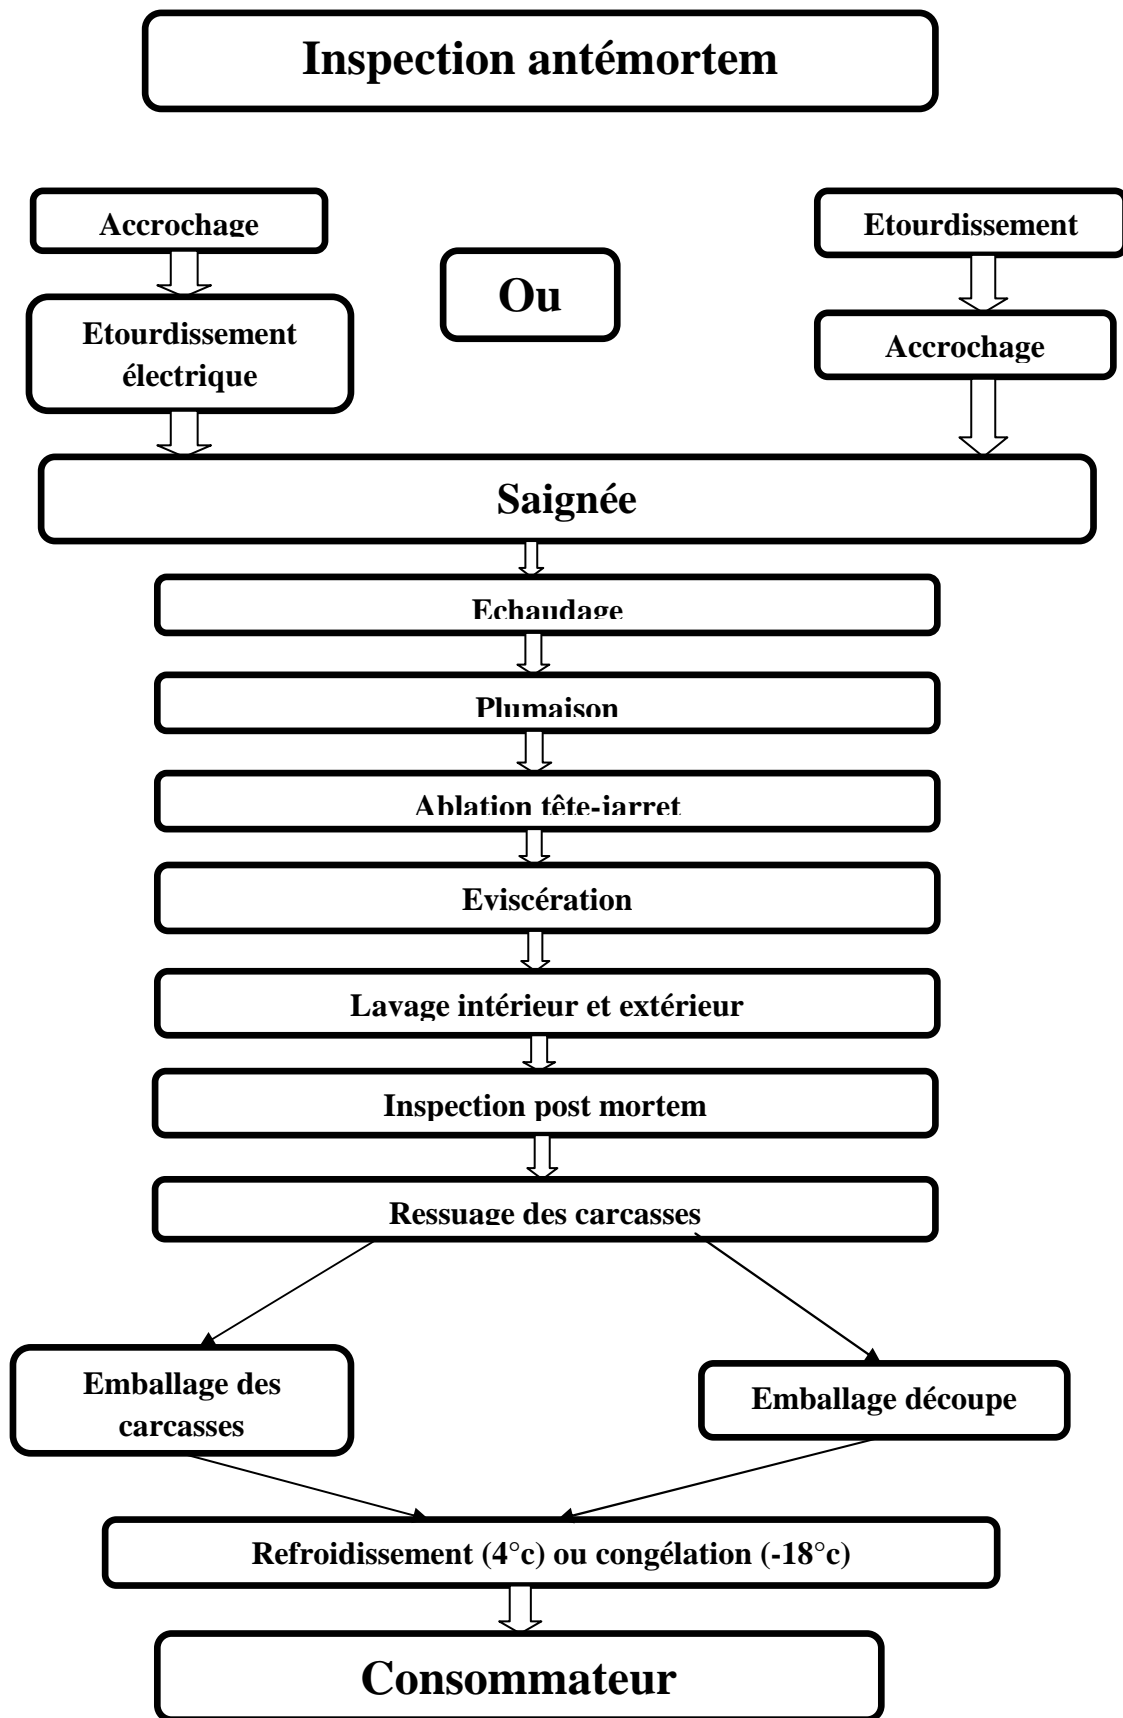 Inspection antémortem
Accrochage
Etourdissement
électrique
Ou
Etourdissement
Accrochage
Saignée
Echaudage
Plumaison
Ablation tête-jarret
Eviscération
Lavage intérieur et extérieur
Inspection post mortem
Ressuage des carcasses
Emballage des
carcasses
Emballage découpe
Refroidissement (4°c) ou congélation (-18°c)
Consommateur